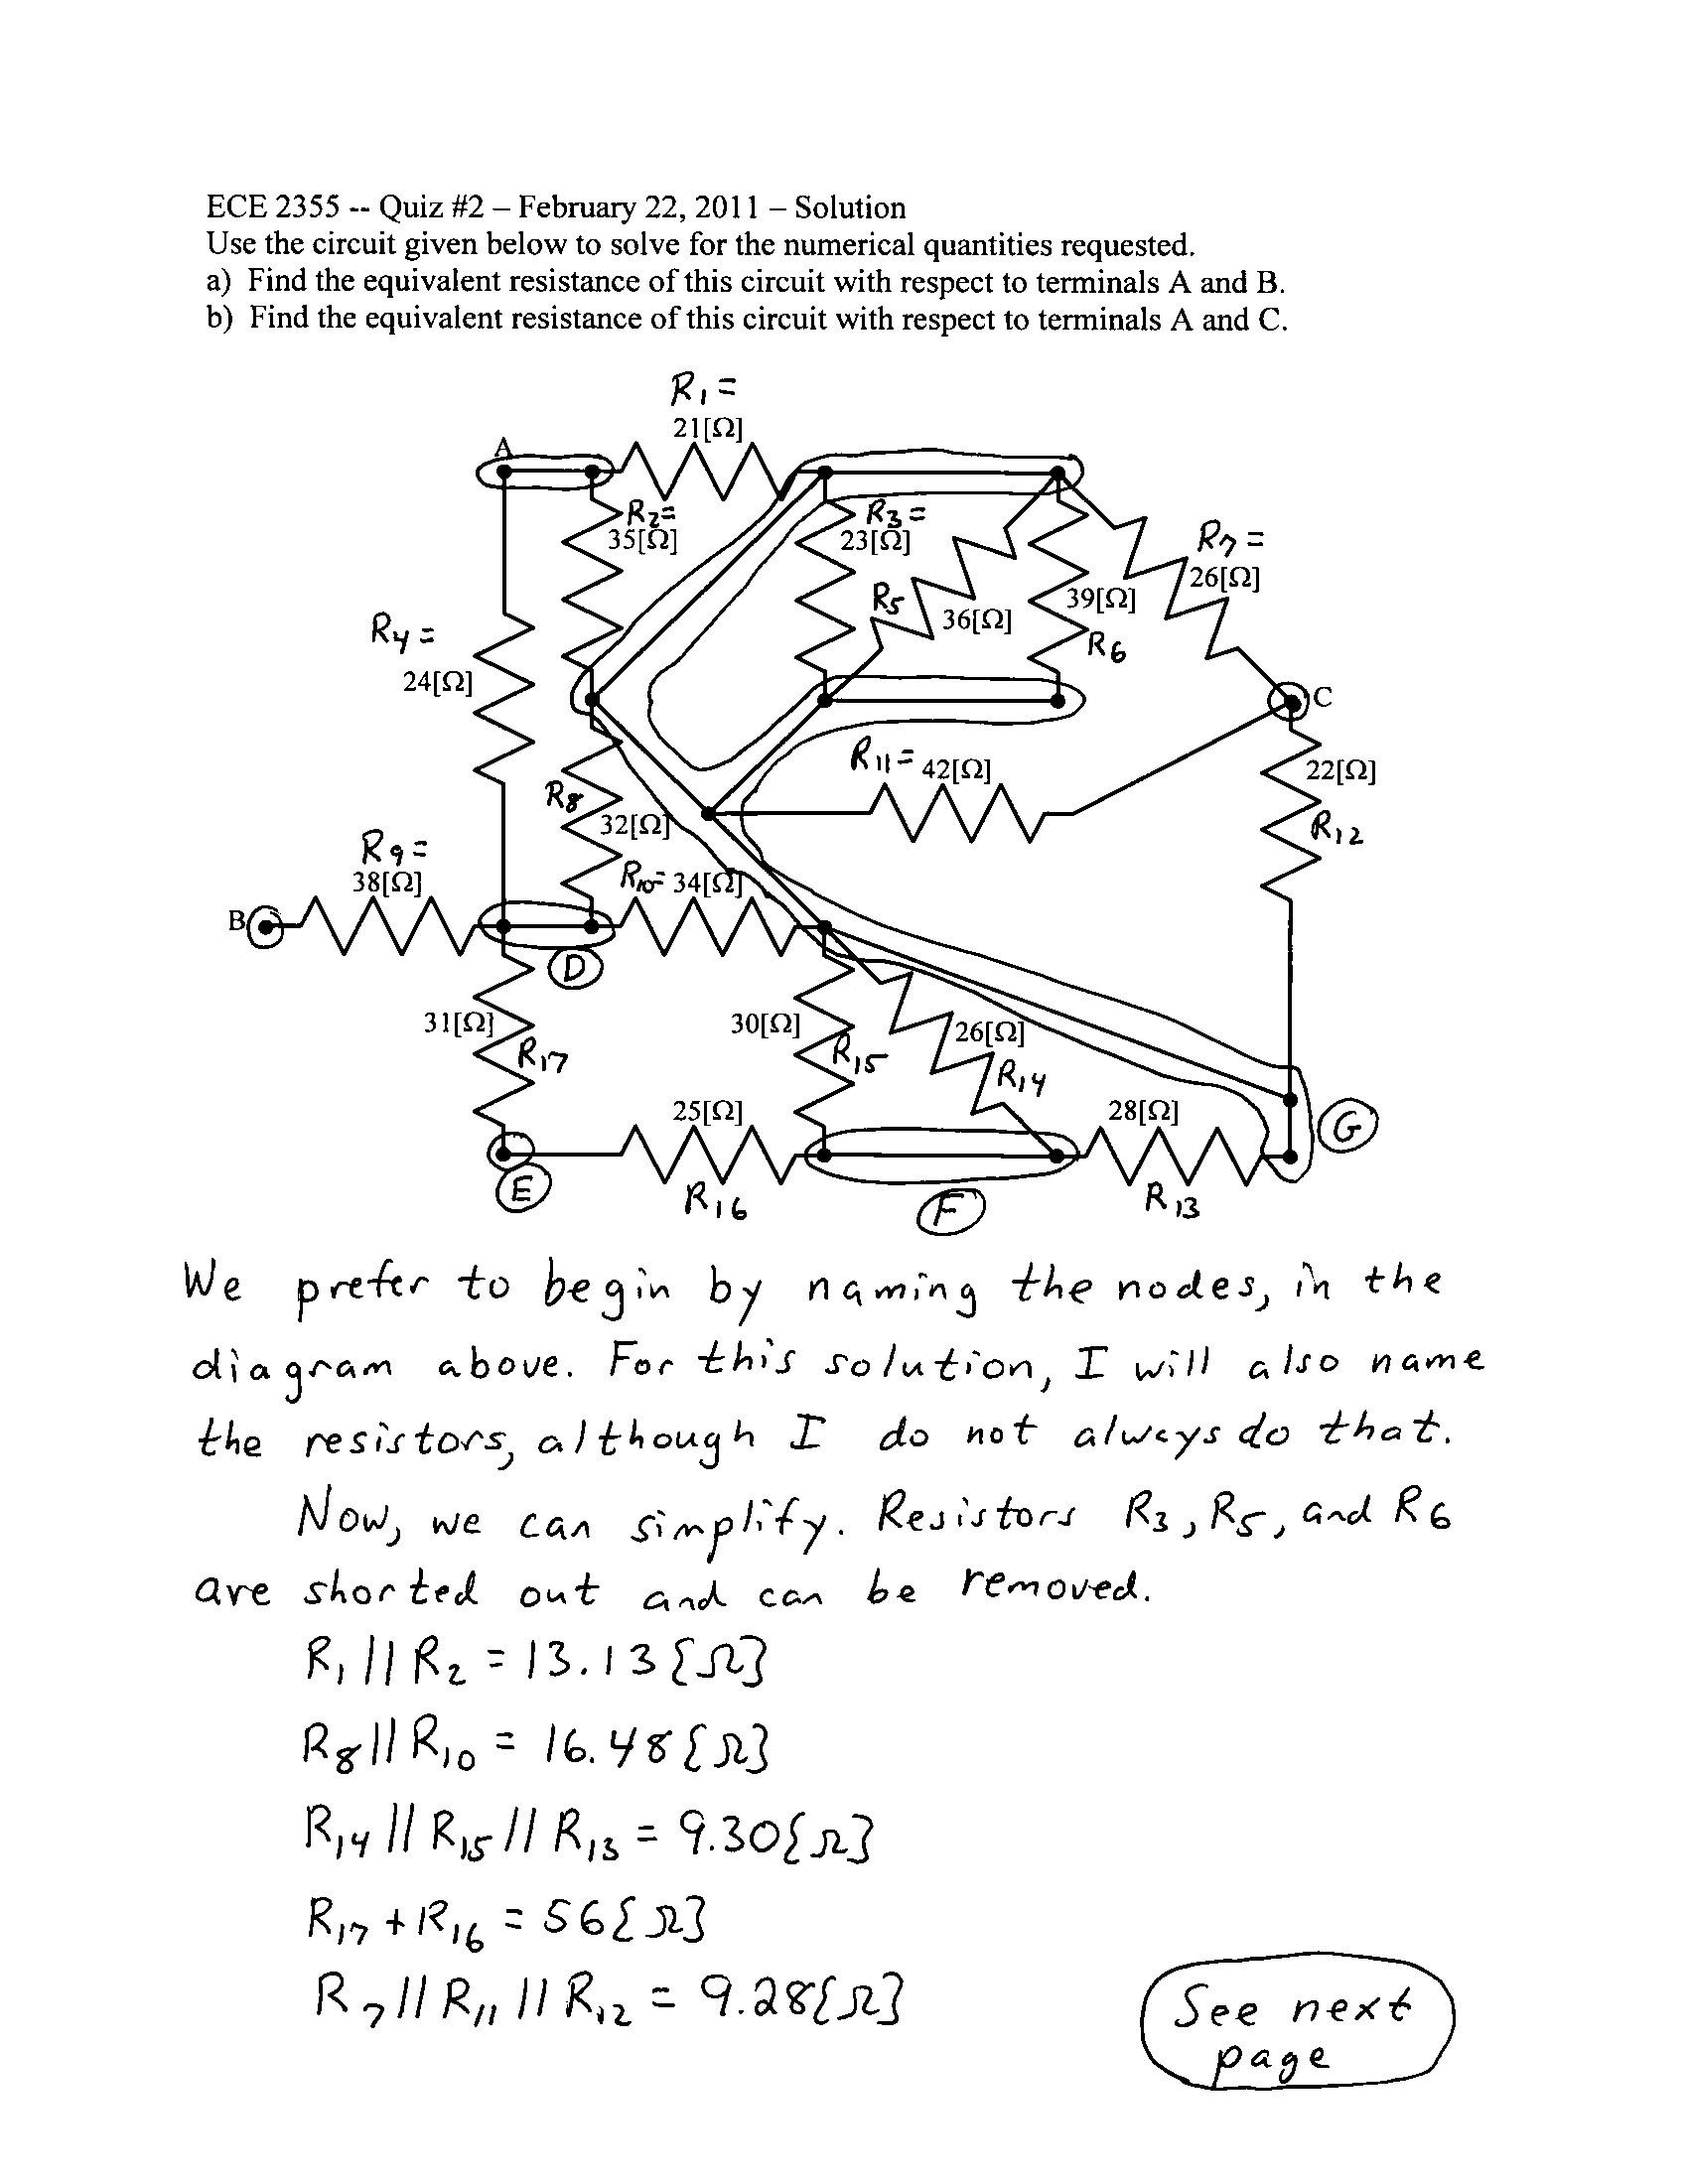 ECE 2355 -- Quiz #2 – February 22, 2011 – Solution
Use the circuit given below to solve for the numerical quantities requested.
a) Find the equivalent resistance of this circuit with respect to terminals A and B.
b) Find the equivalent resistance of this circuit with respect to terminals A and C.
R1 =
21[Ω]
A
R2=
35[Ω]
R3=
23[Ω]
R7 =
26[Ω]
R5
36[Ω]
39[Ω]
R6
R4 =
24[Ω]
C
R11= 42[Ω]
22[Ω]
R12
R8
32[Ω]
R9 =
38[Ω]
R10= 34[Ω]
B
D
31[Ω]
R17
30[Ω]
R15
26[Ω]
R14
25[Ω]
28[Ω]
G
E
R16
F
R13
We prefer to begin by naming the nodes, in the
diagram above. For this solution, I will also name
the resistors, although I do not always do that.
Now, we can simplify. Resistors R3, R5, and R6
are shorted out and can be removed.
R1 || R2 = 13.13{Ω}
R8 || R10 = 16.48{Ω}
R14 || R15 || R13 = 9.30{Ω}
R17 + R16 = 56{Ω}
R7 || R11 || R12 = 9.28{Ω}
See next
page